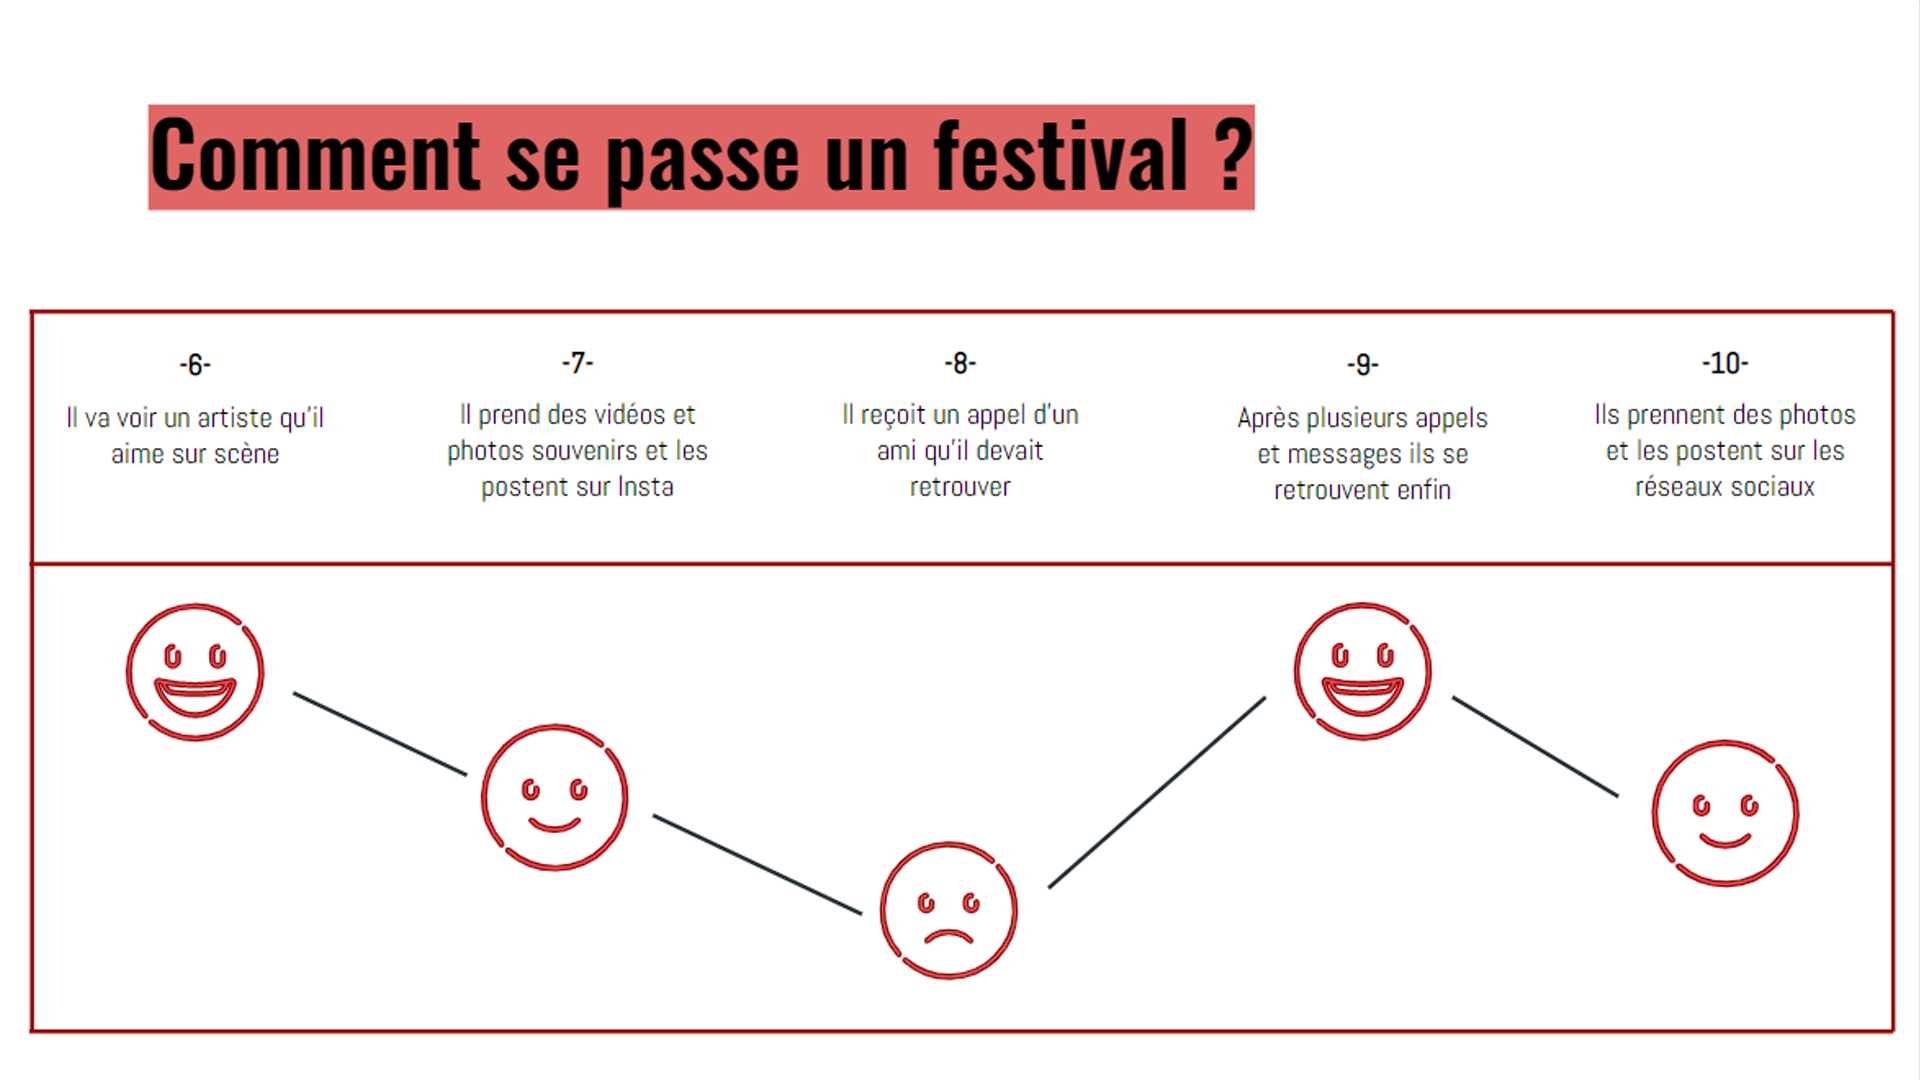 Comment se passe un festival ?
-6-
Il va voir un artiste qu'il
aime sur scène
-7-
Il prend des vidéos et
photos souvenirs et les
postent sur Insta
-8-
Il reçoit un appel d'un
ami qu'il devait
retrouver
-9-
Après plusieurs appels
et messages ils se
retrouvent enfin
-10-
Ils prennent des photos
et les postent sur les
réseaux sociaux